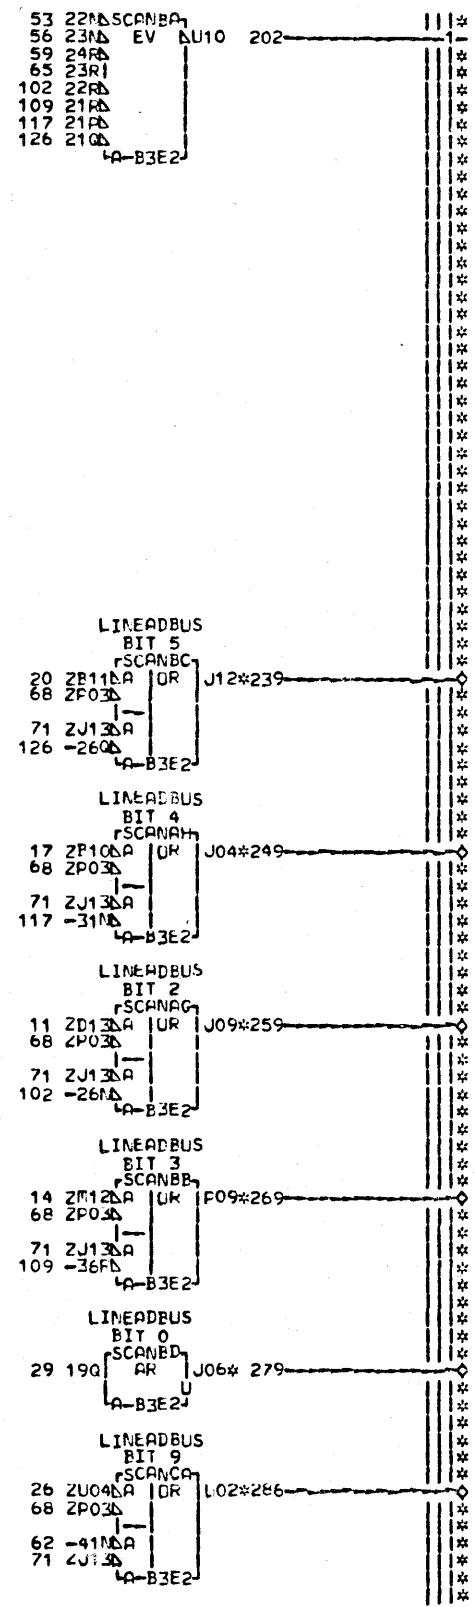 53 22N SCANBA
56 23N EV U10 202 1
59 24R
65 23R
102 22R
109 21R
117 21P
126 21Q
A B3E2
LINEADBUS
BIT 5
SCANBC
20 ZB11 A OR J12*239
68 ZP03
71 ZJ13 A
126 -26Q
A B3E2
LINEADBUS
BIT 4
SCANAH
17 ZB10 A OR J04*249
68 ZP03
71 ZJ13 A
117 -31N
A B3E2
LINEADBUS
BIT 2
SCANAG
11 ZD13 A OR J09*259
68 ZP03
71 ZJ13 A
102 -26N
A B3E2
LINEADBUS
BIT 3
SCANBB
14 ZM12 A OR P09*269
68 ZP03
71 ZJ13 A
109 -36R
A B3E2
LINEADBUS
BIT 0
SCANBD
29 19Q AR J06* 279
U
A B3E2
LINEADBUS
BIT 9
SCANCA
26 ZU04 A OR *286
68 ZP03
62 -41N A
71 ZJ13
A B3E2